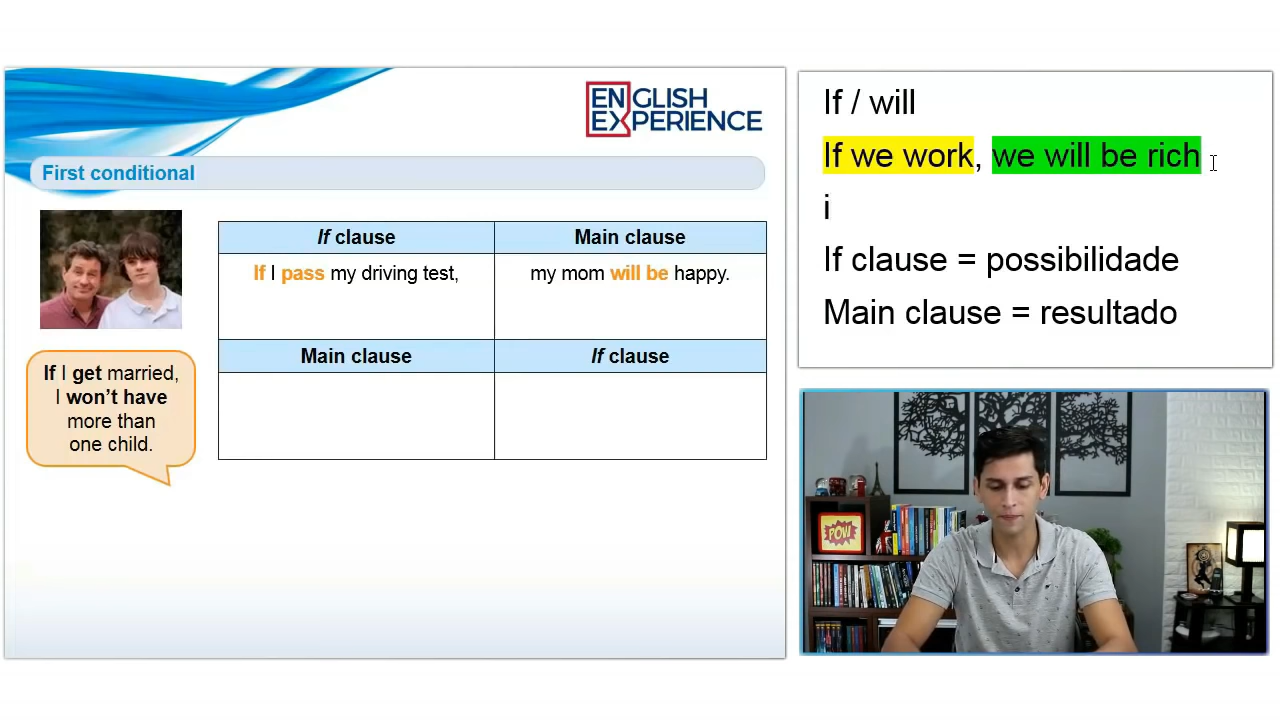 ENGLISH
EXPERIENCE
First conditional
If clause
Main clause
If I pass my driving test,
my mom will be happy.
Main clause
If clause
If I get married,
I won’t have
more than
one child.
If / will
If we work, we will be rich
i
If clause = possibilidade
Main clause = resultado
POW